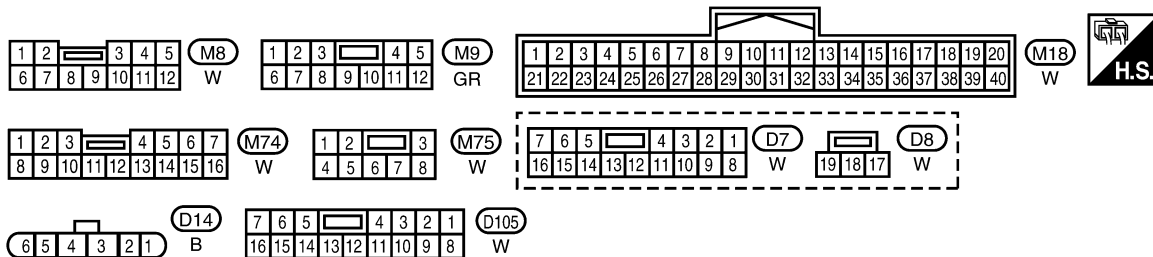 1 2 3 4 5 M8
6 7 8 9 10 11 12 W
1 2 3 4 5 M9
6 7 8 9 10 11 12 GR
1 2 3 4 5 6 7 8 9 10 11 12 13 14 15 16 17 18 19 20 M18
21 22 23 24 25 26 27 28 29 30 31 32 33 34 35 36 37 38 39 40 W
H.S.
1 2 3 4 5 6 7 M74
8 9 10 11 12 13 14 15 16 W
1 2 3 M75
4 5 6 7 8 W
7 6 5 4 3 2 1 D7
16 15 14 13 12 11 10 9 8 W
D8
19 18 17 W
D14
6 5 4 3 2 1 B
7 6 5 4 3 2 1 D105
16 15 14 13 12 11 10 9 8 W